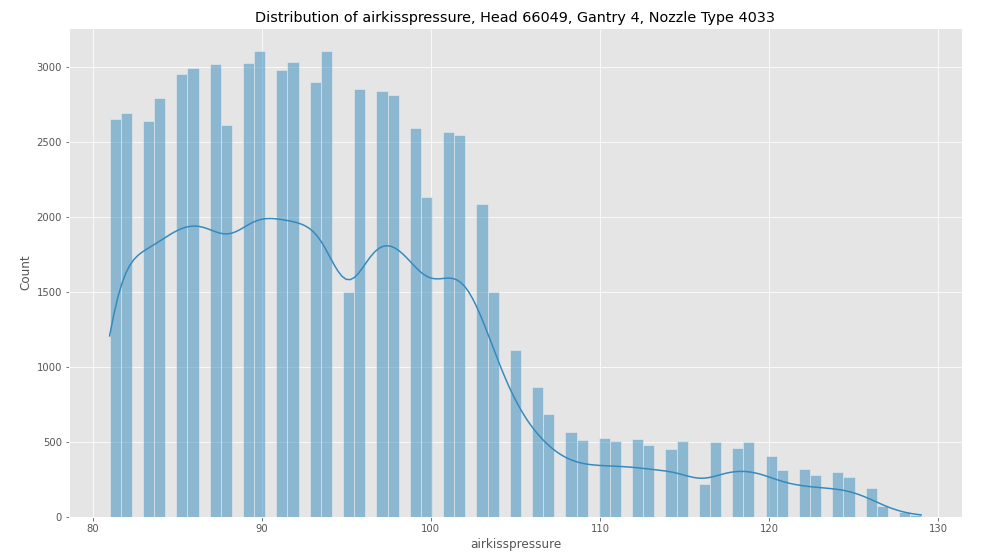 Distribution of airkisspressure, Head 66049, Gantry 4, Nozzle Type 4033
3000
2500
2000
1500
1000
500
0
Count
80 90 100 110 120 130
airkisspressure